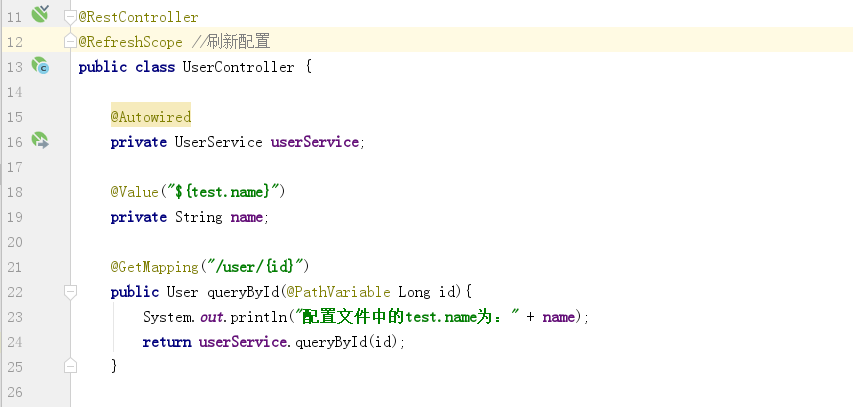 11 @RestController
12 @RefreshScope //刷新配置
13 public class UserController {
14
15 @Autowired
16 private UserService userService;
17
18 @Value("${test.name}")
19 private String name;
20
21 @GetMapping("/user/{id}")
22 public User queryById(@PathVariable Long id){
23 System.out.println("配置文件中的test.name为：" + name);
24 return userService.queryById(id);
25 }
26